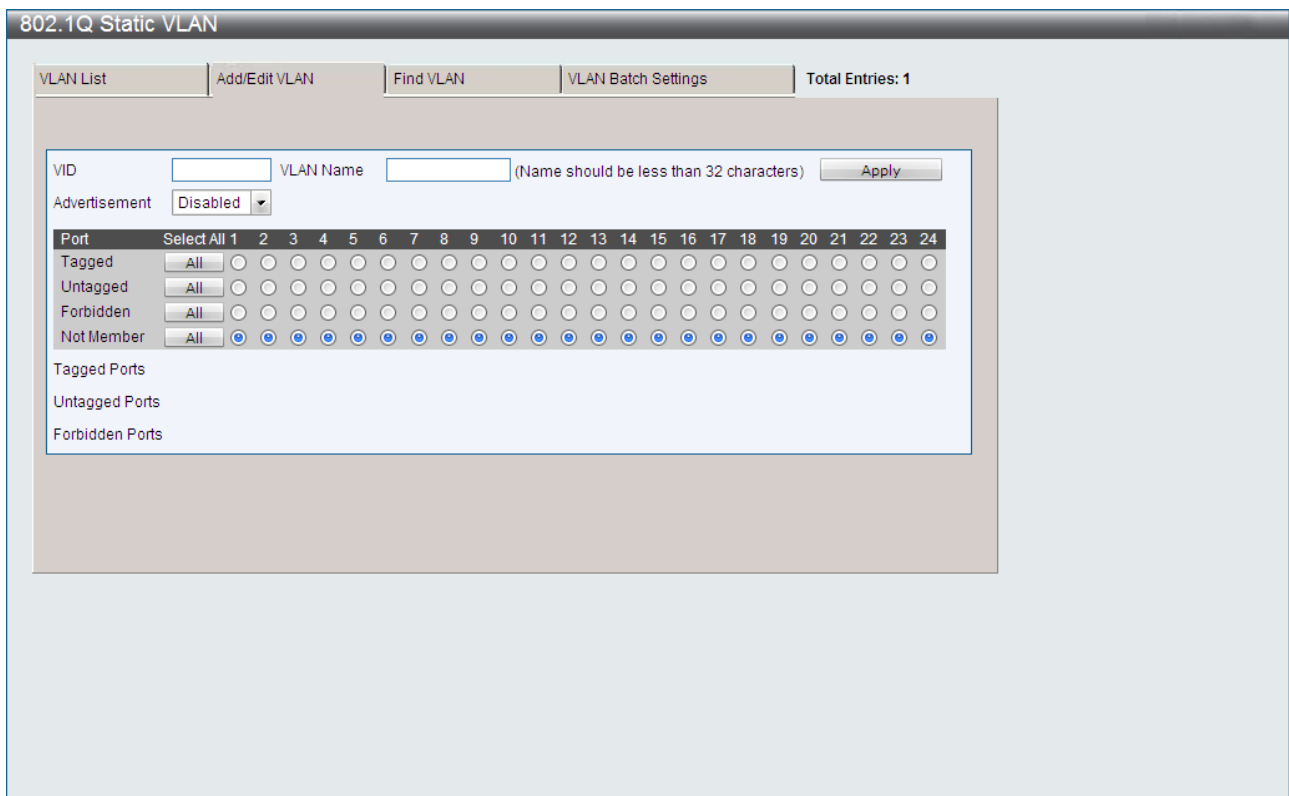 802.1Q Static VLAN
VLAN List Add/Edit VLAN Find VLAN VLAN Batch Settings Total Entries: 1
VID VLAN Name (Name should be less than 32 characters) Apply
Advertisement Disabled
Port Select All 1 2 3 4 5 6 7 8 9 10 11 12 13 14 15 16 17 18 19 20 21 22 23 24
Tagged All
Untagged All
Forbidden All
Not Member All
Tagged Ports
Untagged Ports
Forbidden Ports